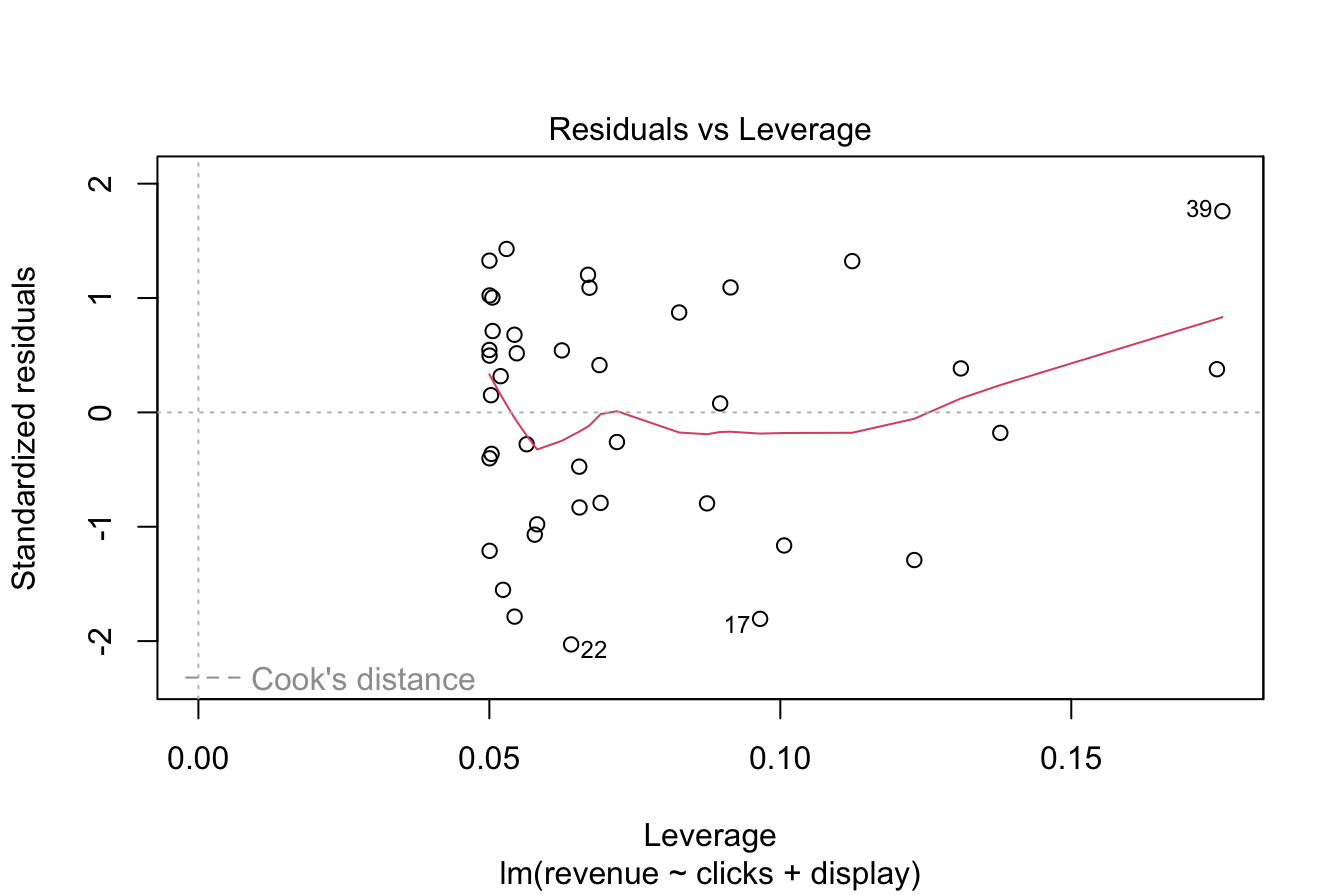 Residuals vs Leverage
Standardized residuals
2
1
0
-1
-2
39
17
22
Cook's distance
0.00 0.05 0.10 0.15
Leverage
lm(revenue ~ clicks + display)